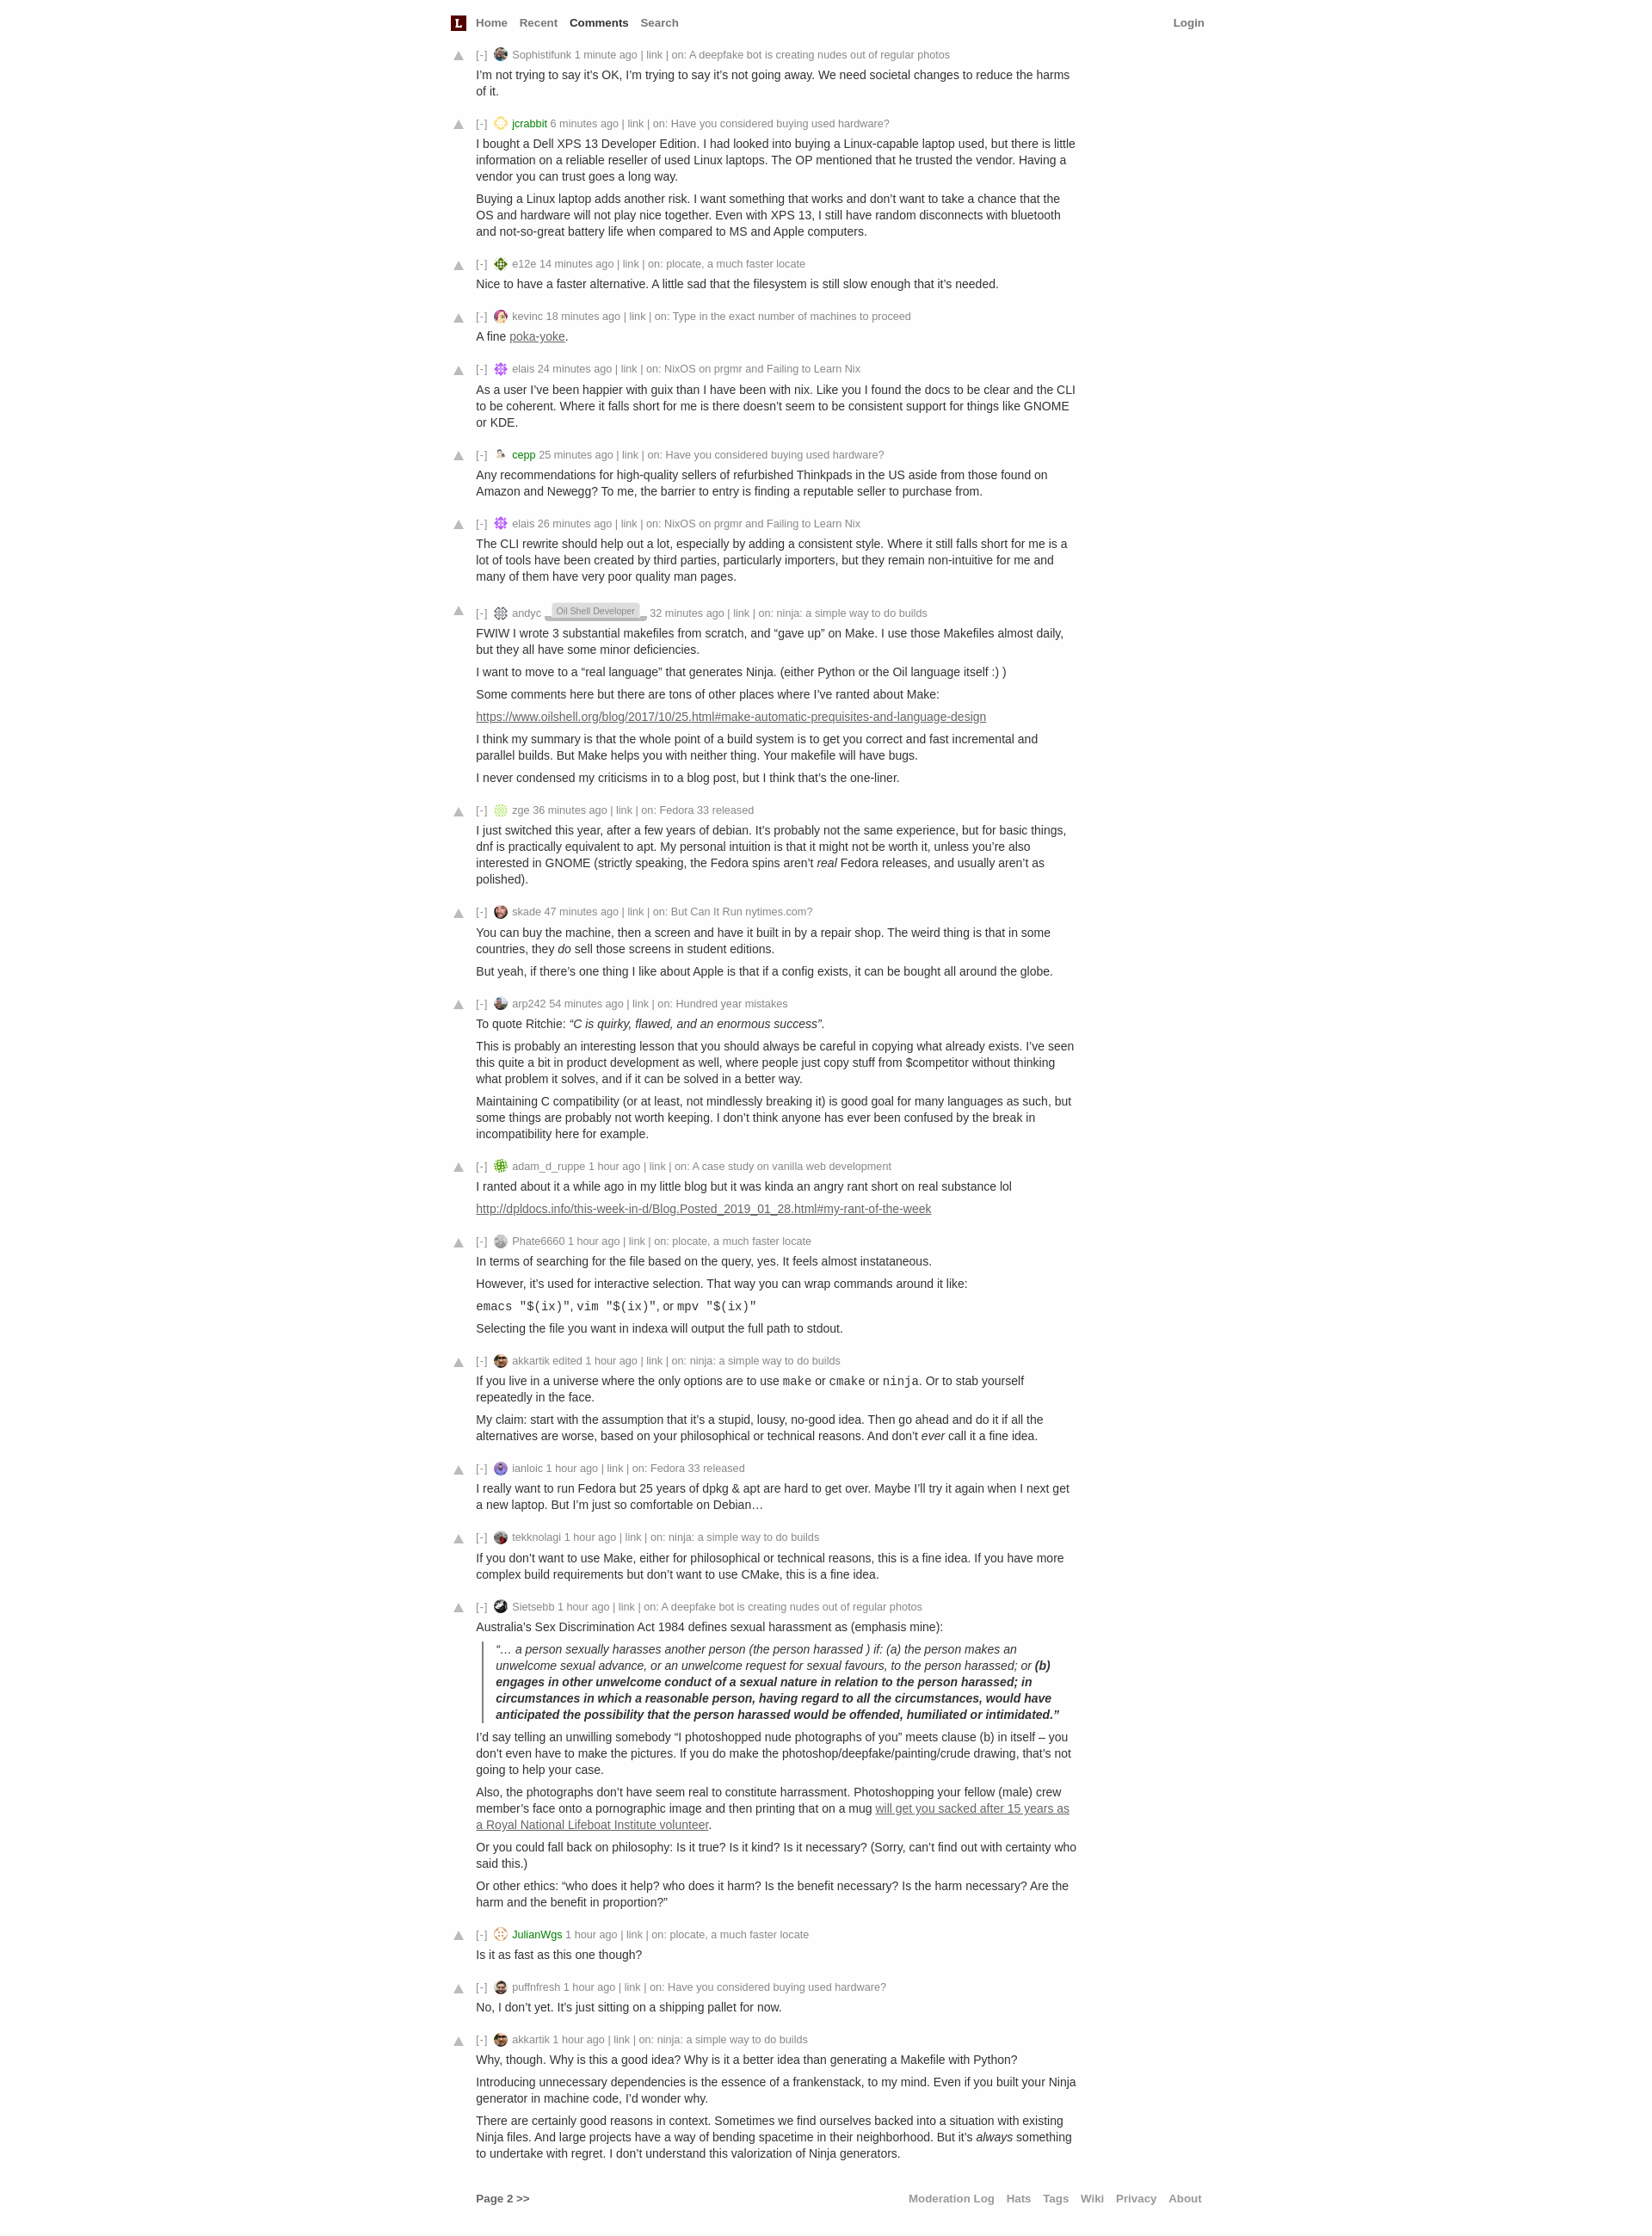 L Home Recent Comments Search Login
[-] Sophistifunk 1 minute ago | link | on: A deepfake bot is creating nudes out of regular photos
I’m not trying to say it’s OK, I’m trying to say it’s not going away. We need societal changes to reduce the harms
of it.
[-] jcrabbit 6 minutes ago | link | on: Have you considered buying used hardware?
I bought a Dell XPS 13 Developer Edition. I had looked into buying a Linux-capable laptop used, but there is little
information on a reliable reseller of used Linux laptops. The OP mentioned that he trusted the vendor. Having a
vendor you can trust goes a long way.
Buying a Linux laptop adds another risk. I want something that works and don’t want to take a chance that the
OS and hardware will not play nice together. Even with XPS 13, I still have random disconnects with bluetooth
and not-so-great battery life when compared to MS and Apple computers.
[-] e12e 14 minutes ago | link | on: plocate, a much faster locate
Nice to have a faster alternative. A little sad that the filesystem is still slow enough that it’s needed.
[-] kevinc 18 minutes ago | link | on: Type in the exact number of machines to proceed
A fine poka-yoke.
[-] elais 24 minutes ago | link | on: NixOS on prgmr and Failing to Learn Nix
As a user I’ve been happier with guix than I have been with nix. Like you I found the docs to be clear and the CLI
to be coherent. Where it falls short for me is there doesn’t seem to be consistent support for things like GNOME
or KDE.
[-] cepp 25 minutes ago | link | on: Have you considered buying used hardware?
Any recommendations for high-quality sellers of refurbished Thinkpads in the US aside from those found on
Amazon and Newegg? To me, the barrier to entry is finding a reputable seller to purchase from.
[-] elais 26 minutes ago | link | on: NixOS on prgmr and Failing to Learn Nix
The CLI rewrite should help out a lot, especially by adding a consistent style. Where it still falls short for me is a
lot of tools have been created by third parties, particularly importers, but they remain non-intuitive for me and
many of them have very poor quality man pages.
[-] andyc Oil Shell Developer 32 minutes ago | link | on: ninja: a simple way to do builds
FWIW I wrote 3 substantial makefiles from scratch, and “gave up” on Make. I use those Makefiles almost daily,
but they all have some minor deficiencies.
I want to move to a “real language” that generates Ninja. (either Python or the Oil language itself :) )
Some comments here but there are tons of other places where I’ve ranted about Make:
https://www.oilshell.org/blog/2017/10/25.html#make-automatic-prequisites-and-language-design
I think my summary is that the whole point of a build system is to get you correct and fast incremental and
parallel builds. But Make helps you with neither thing. Your makefile will have bugs.
I never condensed my criticisms in to a blog post, but I think that’s the one-liner.
[-] zge 36 minutes ago | link | on: Fedora 33 released
I just switched this year, after a few years of debian. It’s probably not the same experience, but for basic things,
dnf is practically equivalent to apt. My personal intuition is that it might not be worth it, unless you’re also
interested in GNOME (strictly speaking, the Fedora spins aren’t real Fedora releases, and usually aren’t as
polished).
[-] skade 47 minutes ago | link | on: But Can It Run nytimes.com?
You can buy the machine, then a screen and have it built in by a repair shop. The weird thing is that in some
countries, they do sell those screens in student editions.
But yeah, if there’s one thing I like about Apple is that if a config exists, it can be bought all around the globe.
[-] arp242 54 minutes ago | link | on: Hundred year mistakes
To quote Ritchie: “C is quirky, flawed, and an enormous success”.
This is probably an interesting lesson that you should always be careful in copying what already exists. I’ve seen
this quite a bit in product development as well, where people just copy stuff from $competitor without thinking
what problem it solves, and if it can be solved in a better way.
Maintaining C compatibility (or at least, not mindlessly breaking it) is good goal for many languages as such, but
some things are probably not worth keeping. I don’t think anyone has ever been confused by the break in
incompatibility here for example.
[-] adam_d_ruppe 1 hour ago | link | on: A case study on vanilla web development
I ranted about it a while ago in my little blog but it was kinda an angry rant short on real substance lol
http://dpldocs.info/this-week-in-d/Blog.Posted_2019_01_28.html#my-rant-of-the-week
[-] Phate6660 1 hour ago | link | on: plocate, a much faster locate
In terms of searching for the file based on the query, yes. It feels almost instataneous.
However, it’s used for interactive selection. That way you can wrap commands around it like:
emacs "$(ix)", vim "$(ix)", or mpv "$(ix)"
Selecting the file you want in indexa will output the full path to stdout.
[-] akkartik edited 1 hour ago | link | on: ninja: a simple way to do builds
If you live in a universe where the only options are to use make or cmake or ninja. Or to stab yourself
repeatedly in the face.
My claim: start with the assumption that it’s a stupid, lousy, no-good idea. Then go ahead and do it if all the
alternatives are worse, based on your philosophical or technical reasons. And don’t ever call it a fine idea.
[-] ianloic 1 hour ago | link | on: Fedora 33 released
I really want to run Fedora but 25 years of dpkg & apt are hard to get over. Maybe I’ll try it again when I next get
a new laptop. But I’m just so comfortable on Debian…
[-] tekknolagi 1 hour ago | link | on: ninja: a simple way to do builds
If you don’t want to use Make, either for philosophical or technical reasons, this is a fine idea. If you have more
complex build requirements but don’t want to use CMake, this is a fine idea.
[-] Sietsebb 1 hour ago | link | on: A deepfake bot is creating nudes out of regular photos
Australia’s Sex Discrimination Act 1984 defines sexual harassment as (emphasis mine):
“… a person sexually harasses another person (the person harassed ) if: (a) the person makes an
unwelcome sexual advance, or an unwelcome request for sexual favours, to the person harassed; or (b)
engages in other unwelcome conduct of a sexual nature in relation to the person harassed; in
circumstances in which a reasonable person, having regard to all the circumstances, would have
anticipated the possibility that the person harassed would be offended, humiliated or intimidated.”
I’d say telling an unwilling somebody “I photoshopped nude photographs of you” meets clause (b) in itself – you
don’t even have to make the pictures. If you do make the photoshop/deepfake/painting/crude drawing, that’s not
going to help your case.
Also, the photographs don’t have seem real to constitute harrassment. Photoshopping your fellow (male) crew
member’s face onto a pornographic image and then printing that on a mug will get you sacked after 15 years as
a Royal National Lifeboat Institute volunteer.
Or you could fall back on philosophy: Is it true? Is it kind? Is it necessary? (Sorry, can’t find out with certainty who
said this.)
Or other ethics: “who does it help? who does it harm? Is the benefit necessary? Is the harm necessary? Are the
harm and the benefit in proportion?”
[-] JulianWgs 1 hour ago | link | on: plocate, a much faster locate
Is it as fast as this one though?
[-] puffnfresh 1 hour ago | link | on: Have you considered buying used hardware?
No, I don’t yet. It’s just sitting on a shipping pallet for now.
[-] akkartik 1 hour ago | link | on: ninja: a simple way to do builds
Why, though. Why is this a good idea? Why is it a better idea than generating a Makefile with Python?
Introducing unnecessary dependencies is the essence of a frankenstack, to my mind. Even if you built your Ninja
generator in machine code, I’d wonder why.
There are certainly good reasons in context. Sometimes we find ourselves backed into a situation with existing
Ninja files. And large projects have a way of bending spacetime in their neighborhood. But it’s always something
to undertake with regret. I don’t understand this valorization of Ninja generators.
Page 2 >> Moderation Log Hats Tags Wiki Privacy About